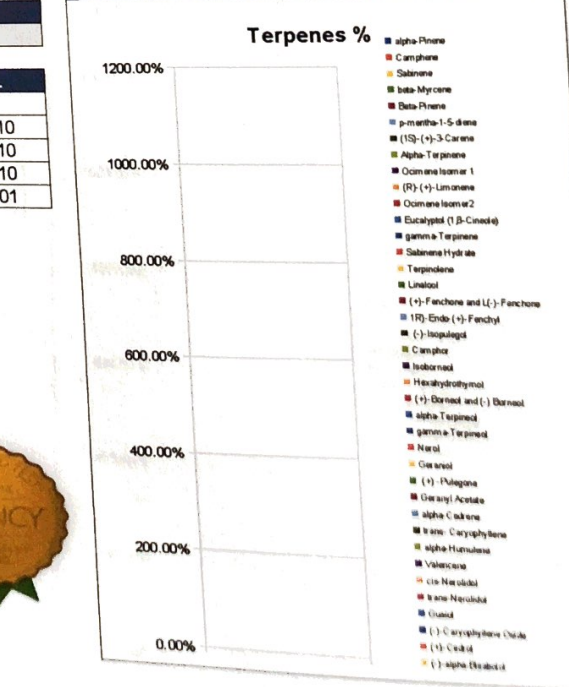 Terpenes %
1200.00%
1000.00%
800.00%
600.00%
400.00%
200.00%
0.00%
alpha-Pinene
Camphene
Sabinene
beta-Myrcene
Beta-Pinene
p-mentha-1-5-diene
(1S)-(+)-3-Carene
Alpha-Terpinene
Ocimene Isomer 1
(R)-(+)-Limonene
Ocimene Isomer2
Eucalyptol (1,8-Cineole)
gamma-Terpinene
Sabinene Hydrate
Terpinolene
Linalool
(+)-Fenchone and L(-)-Fenchone
1R)-Endo-(+)-Fenchyl
(-)-Isopulegol
Camphor
Isoborneol
Hexahydrothymol
(+)-Borneol and (-) Borneol
alpha-Terpineol
gamma-Terpineol
Nerol
Geraniol
(+)-Pulegone
Geranyl Acetate
alpha-Cedrene
trans-Caryophyllene
alpha-Humulene
Valencene
cis-Nerolidol
trans-Nerolidol
Guaiol
(-)-Caryophyllene Oxide
(+)-Cedrol
(-)-alpha-Bisabolol
10
10
10
01
NCY